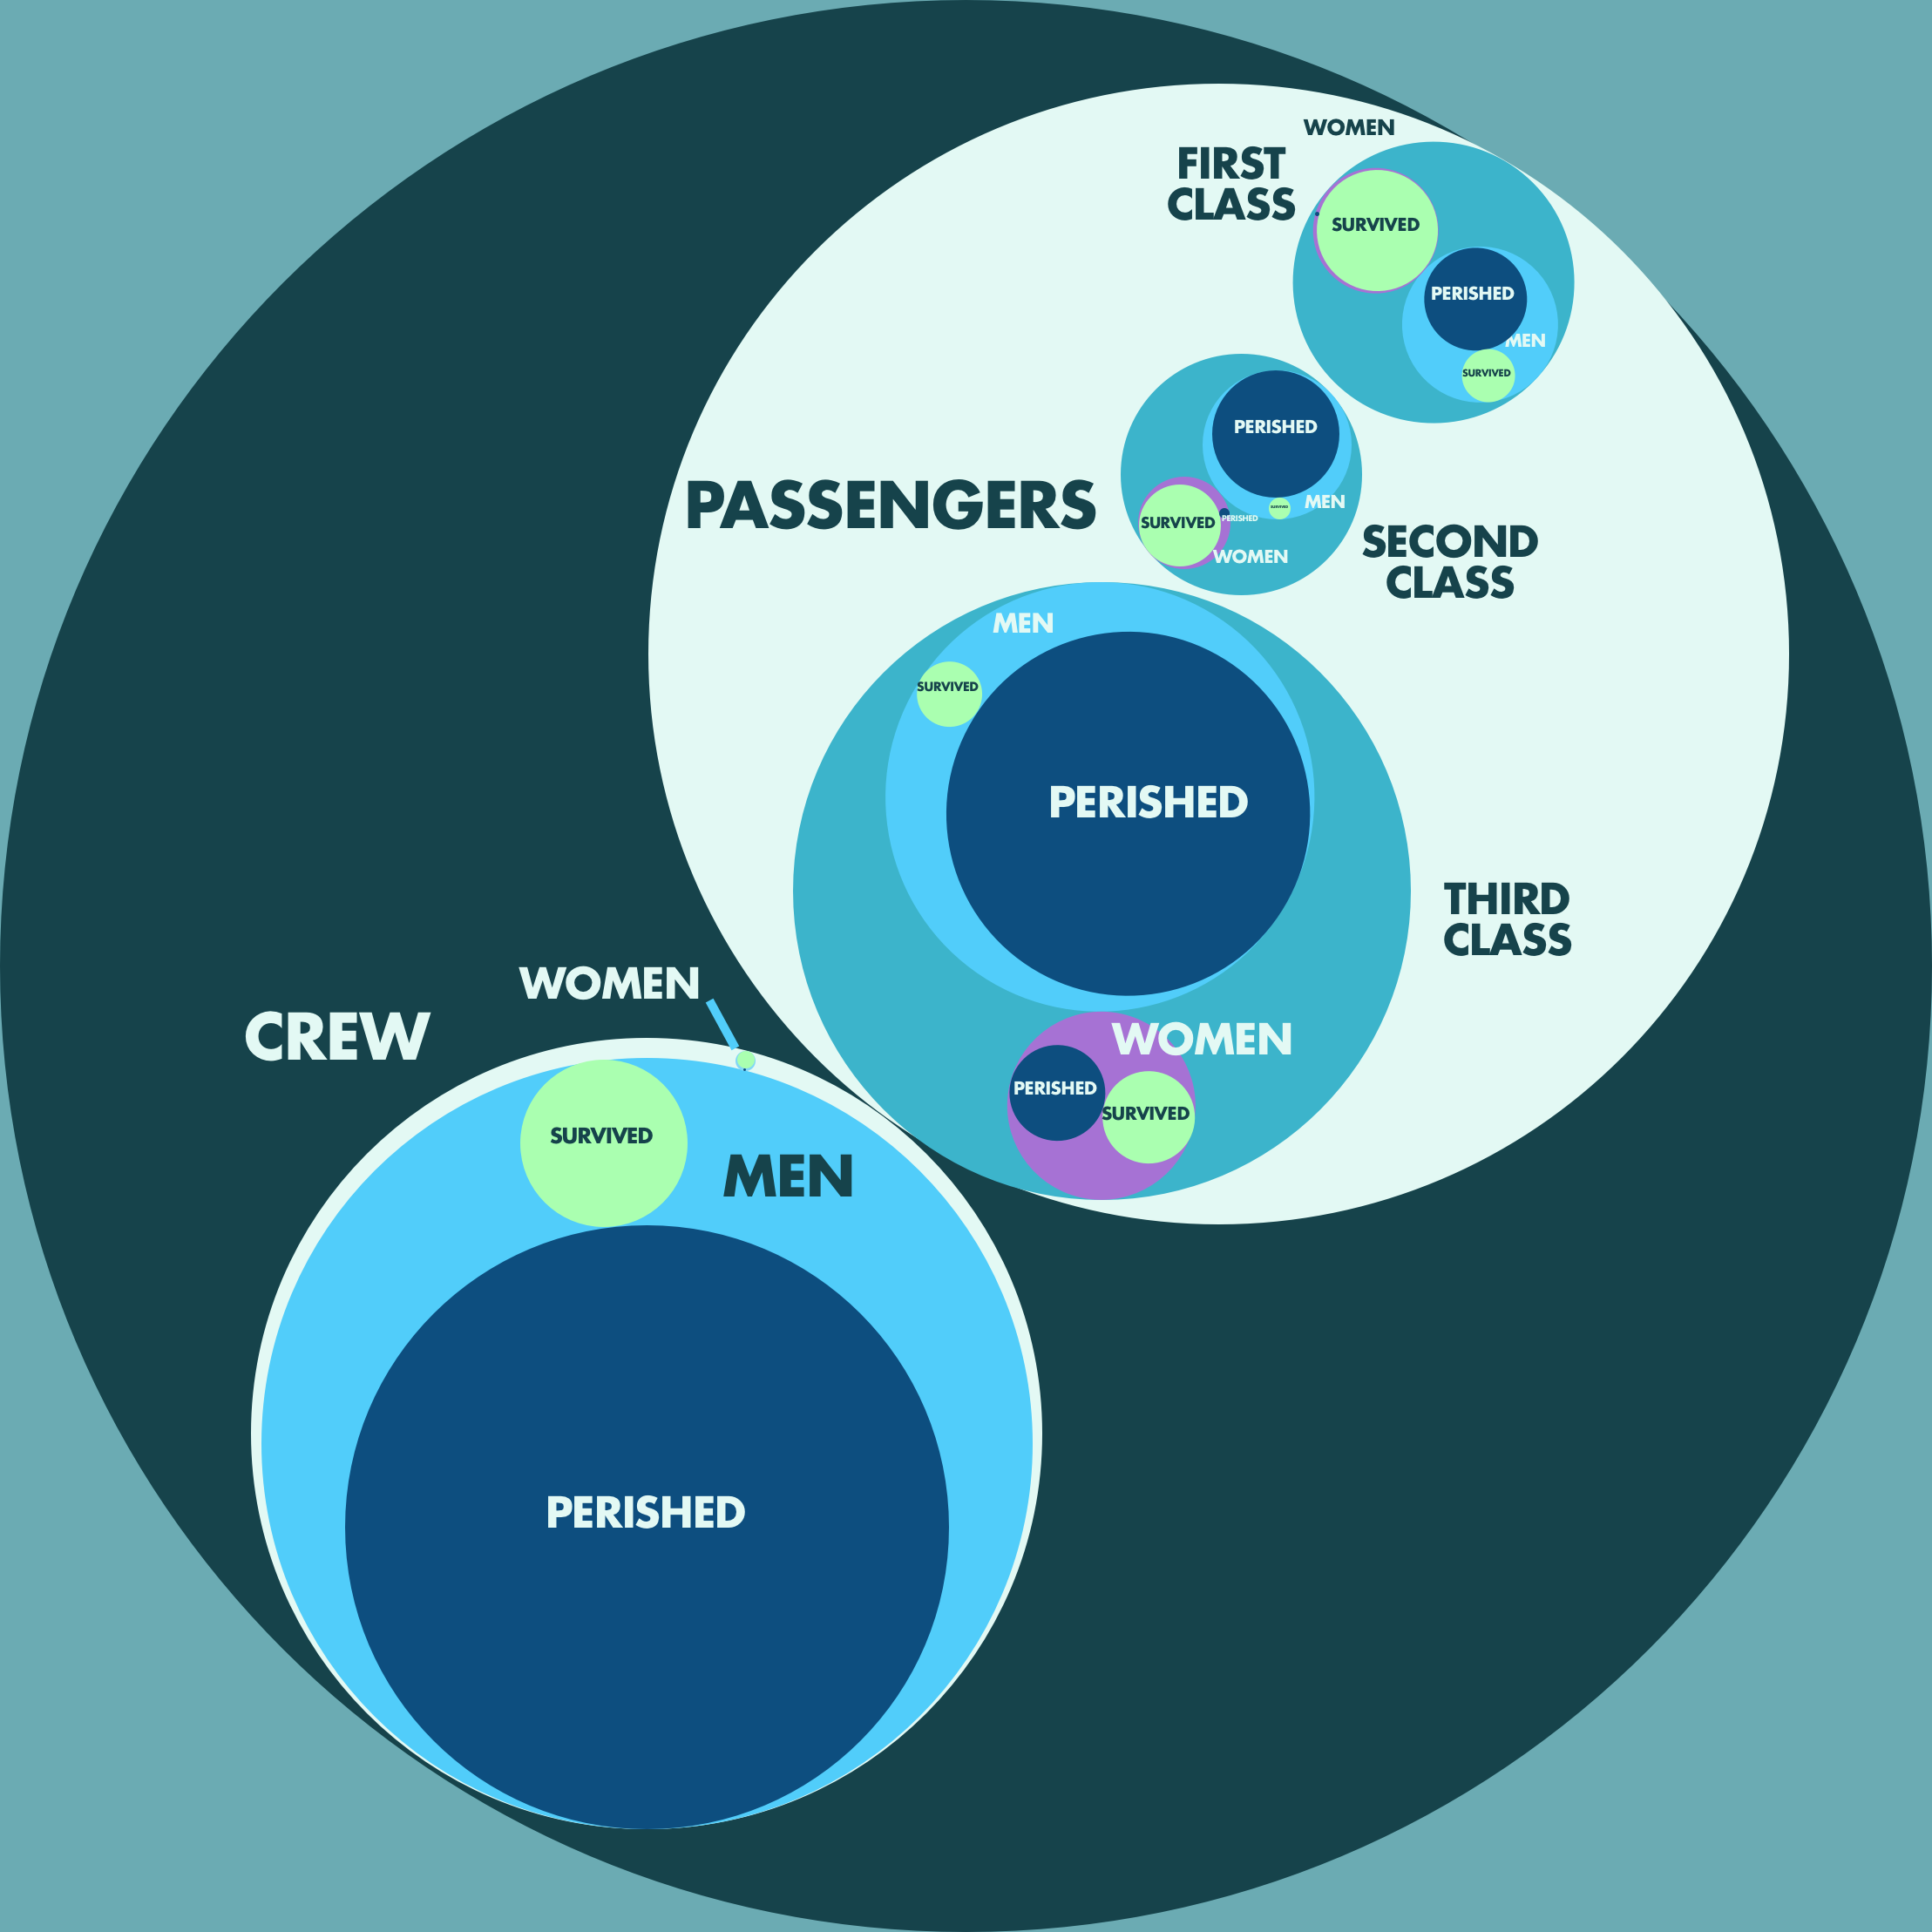 WOMEN
FIRST
CLASS
SURVIVED
PERISHED
MEN
SURVIVED
PERISHED
PASSENGERS
MEN
SURVIVED
PERISHED
SURVIVED
WOMEN
SECOND
CLASS
MEN
SURVIVED
PERISHED
THIRD
CLASS
WOMEN
PERISHED
SURVIVED
WOMEN
CREW
SURVIVED
MEN
PERISHED